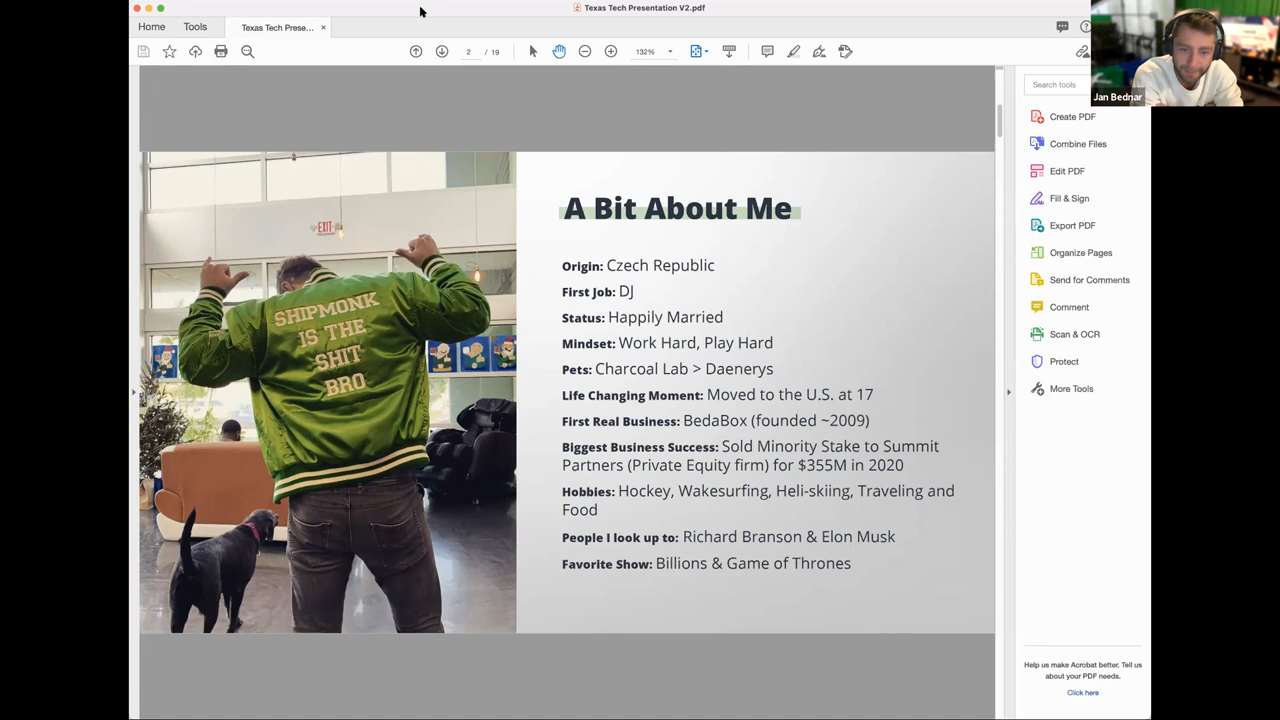 Texas Tech Presentation V2.pdf
Home
Tools
Texas Tech Prese...
2 / 19
132%
Search tools
Jan Bednar
Create PDF
Combine Files
Edit PDF
Fill & Sign
Export PDF
Organize Pages
Send for Comments
Comment
Scan & OCR
Protect
More Tools
EXIT
SHIPMONK
IS THE
SHIT
BRO
A Bit About Me
Origin: Czech Republic
First Job: DJ
Status: Happily Married
Mindset: Work Hard, Play Hard
Pets: Charcoal Lab > Daenerys
Life Changing Moment: Moved to the U.S. at 17
First Real Business: BedaBox (founded ~2009)
Biggest Business Success: Sold Minority Stake to Summit
Partners (Private Equity firm) for $355M in 2020
Hobbies: Hockey, Wakesurfing, Heli-skiing, Traveling and
Food
People I look up to: Richard Branson & Elon Musk
Favorite Show: Billions & Game of Thrones
Help us make Acrobat better. Tell us
about your PDF needs.
Click here